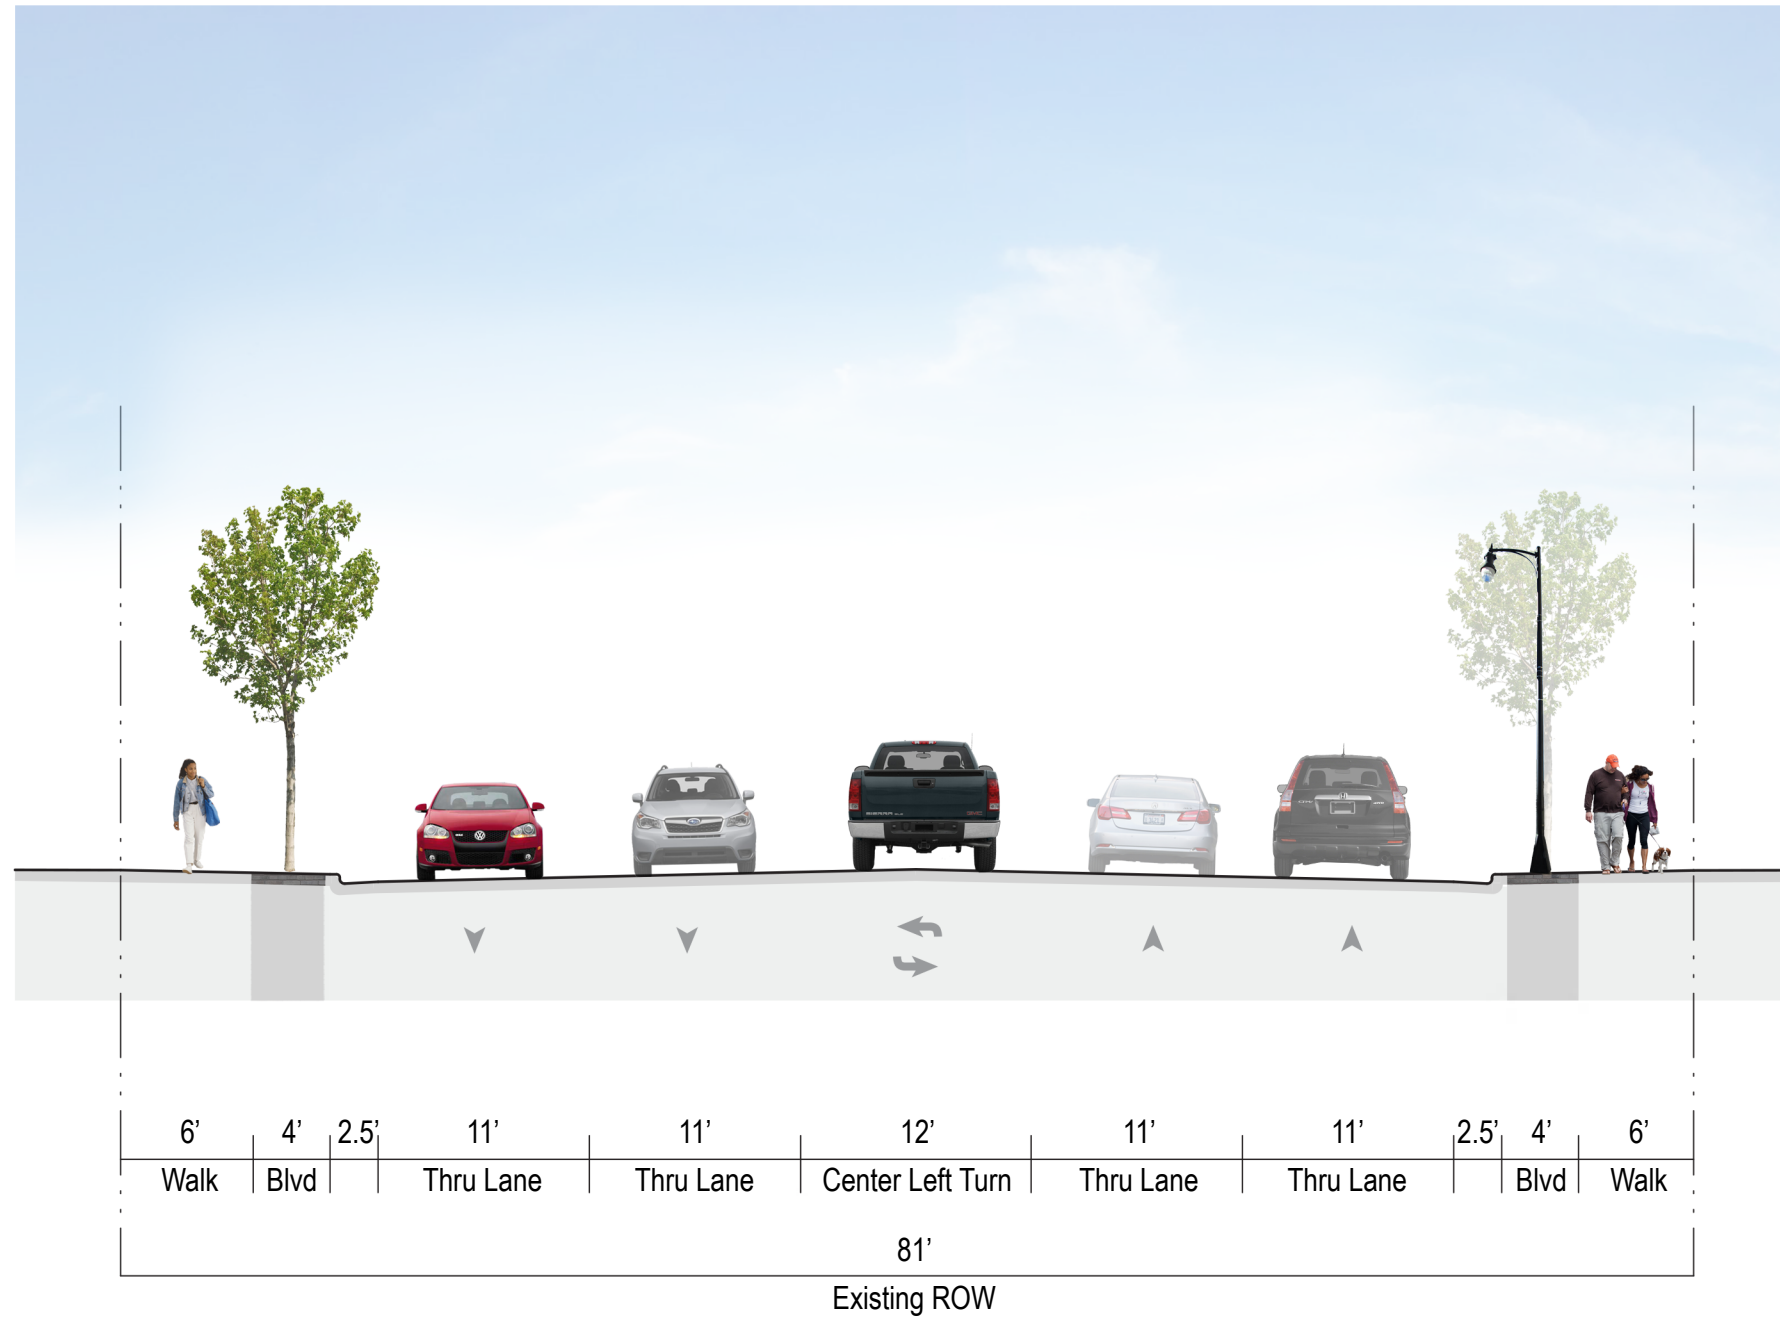 6’ 4’ 2.5’ 11’ 11’ 12’ 11’ 11’ 2.5’ 4’ 6’
Walk Blvd Thru Lane Thru Lane Center Left Turn Thru Lane Thru Lane Blvd Walk
81’
Existing ROW